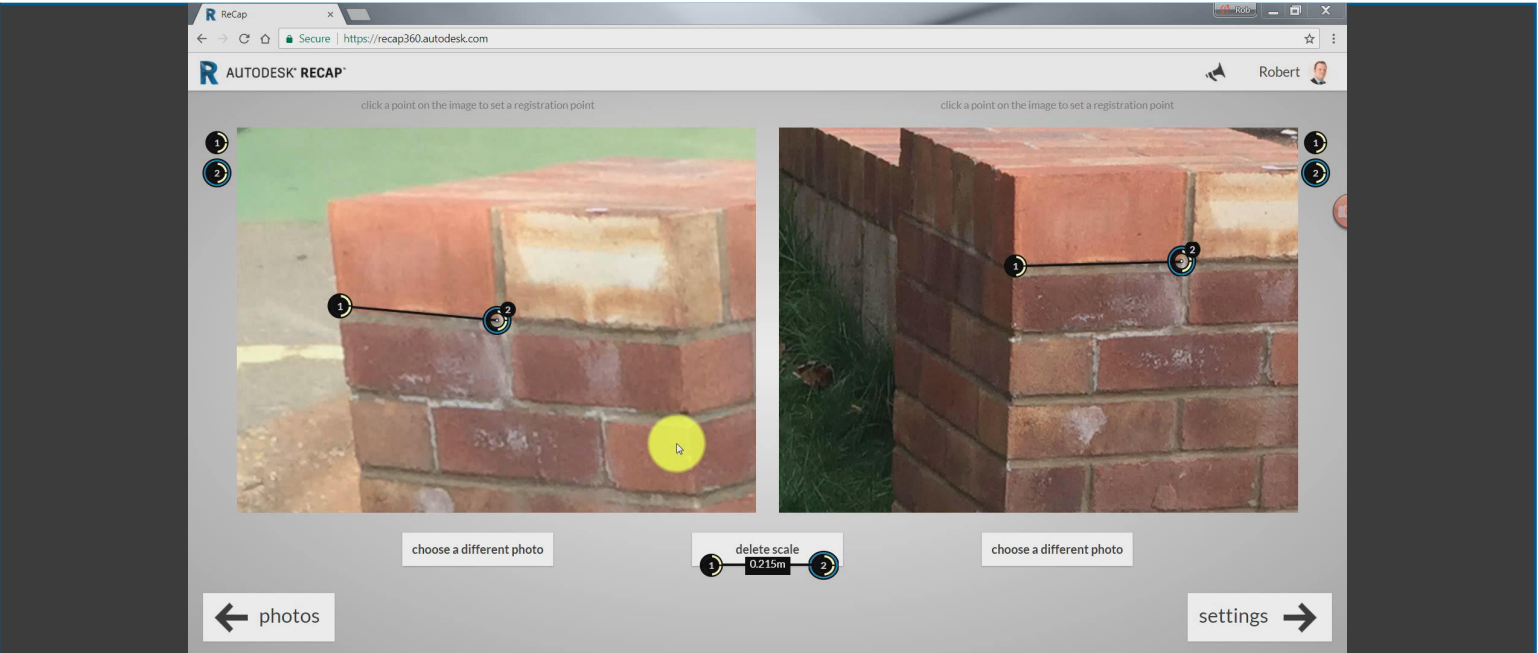 ReCap
Rob
Secure
https://recap360.autodesk.com
AUTODESK® RECAP™
Robert
click a point on the image to set a registration point
click a point on the image to set a registration point
1
2
1
2
1
2
1
2
choose a different photo
delete scale
choose a different photo
1
0.215m
2
photos
settings